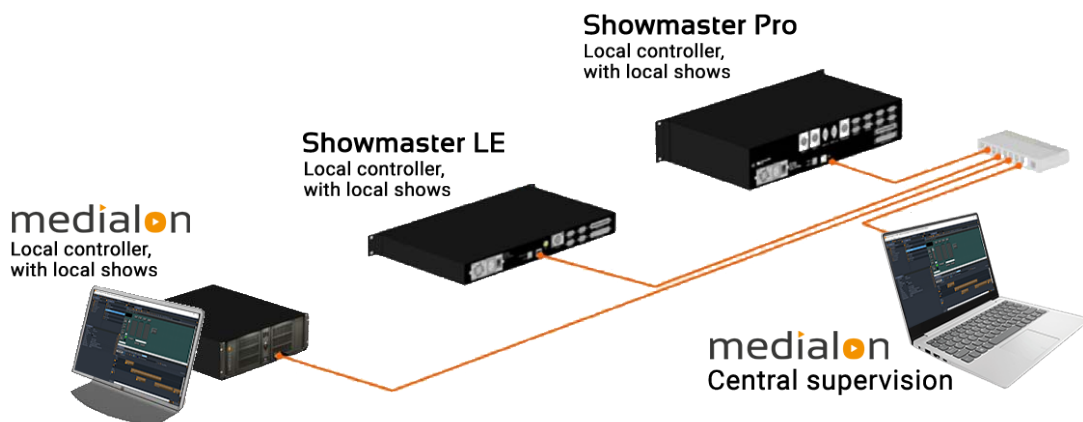 Showmaster Pro
Local controller,
with local shows
Showmaster LE
Local controller,
with local shows
medialon
Local controller,
with local shows
medialon
Central supervision